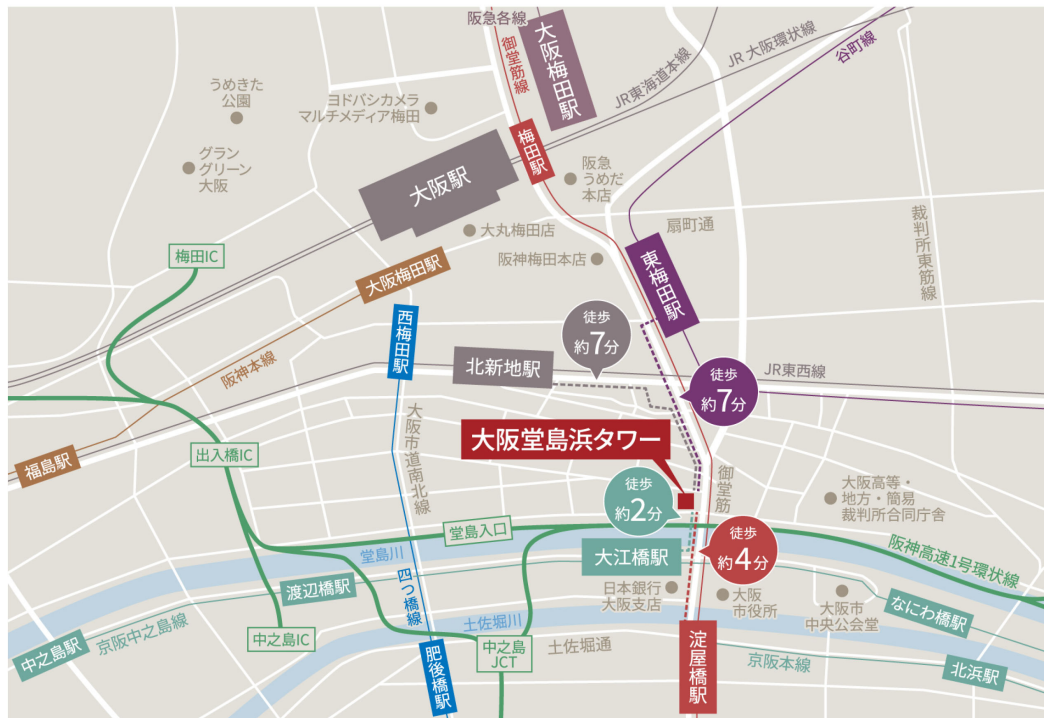 阪急各線
御堂筋線
大阪梅田駅
JR東海道本線
JR 大阪環状線
谷町線
うめきた
公園
ヨドバシカメラ
マルチメディア梅田
梅田駅
グラン
グリーン
大阪
大阪駅
阪急
うめだ
本店
大丸梅田店
阪神梅田本店
扇町通
裁判所東筋線
梅田IC
大阪梅田駅
東梅田駅
西梅田駅
阪神本線
徒歩
約7分
北新地駅
JR東西線
徒歩
約7分
大阪市道南北線
大阪堂島浜タワー
福島駅
出入橋IC
御堂筋
徒歩
約2分
大阪高等・
地方・簡易
裁判所合同庁舎
堂島入口
堂島川
大江橋駅
徒歩
約4分
阪神高速1号環状線
渡辺橋駅
四つ橋線
日本銀行
大阪支店
大阪
市役所
大阪市
中央公会堂
なにわ橋駅
中之島駅
京阪中之島線
中之島IC
土佐堀川
中之島
JCT
土佐堀通
肥後橋駅
淀屋橋駅
京阪本線
北浜駅